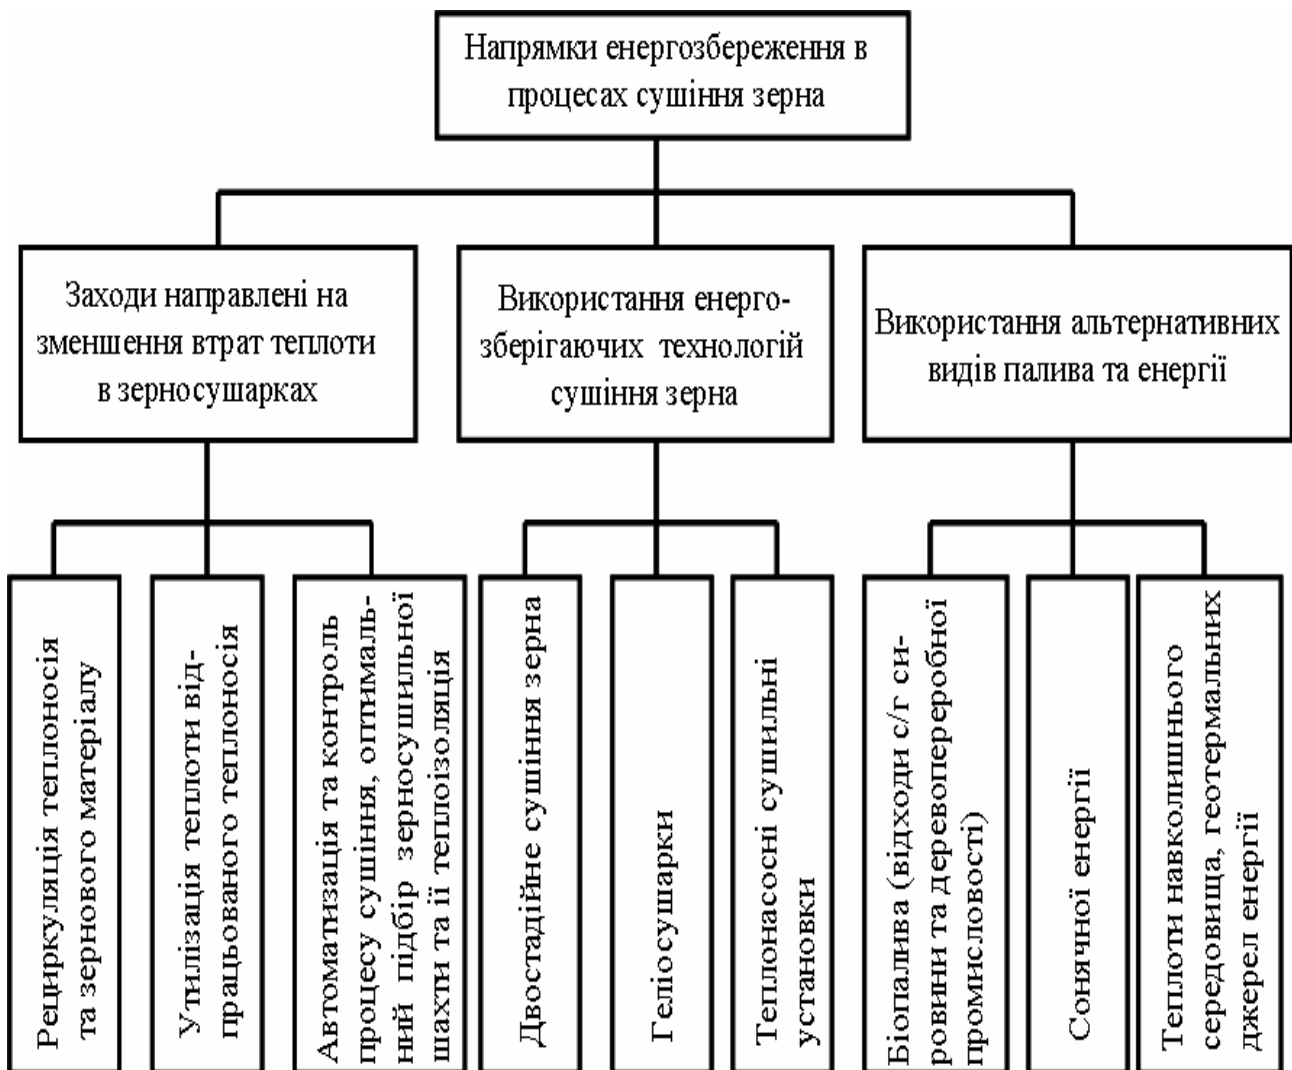 Напрямки енергозбереження в
процесах сушіння зерна
Заходи направлені на
зменшення втрат теплоти
в зерносушарках
Використання енерго-
зберігаючих технологій
сушіння зерна
Використання альтернативних
видів палива та енергії
Рециркуляція теплоносія
та зернового матеріалу
Утилізація теплоти від-
працьованого теплоносія
Автоматизація та контроль
процесу сушіння, оптималь-
ний підбір зерносушильної
шахти та її теплоізоляція
Двостадійне сушіння зерна
Геліосушарки
Теплонасосні сушильні
установки
Біопалива (відходи с/г си-
ровини та деревоперербної
промисловості)
Сонячної енергії
Теплоти навколишнього
середовища, геотермальних
джерел енергії